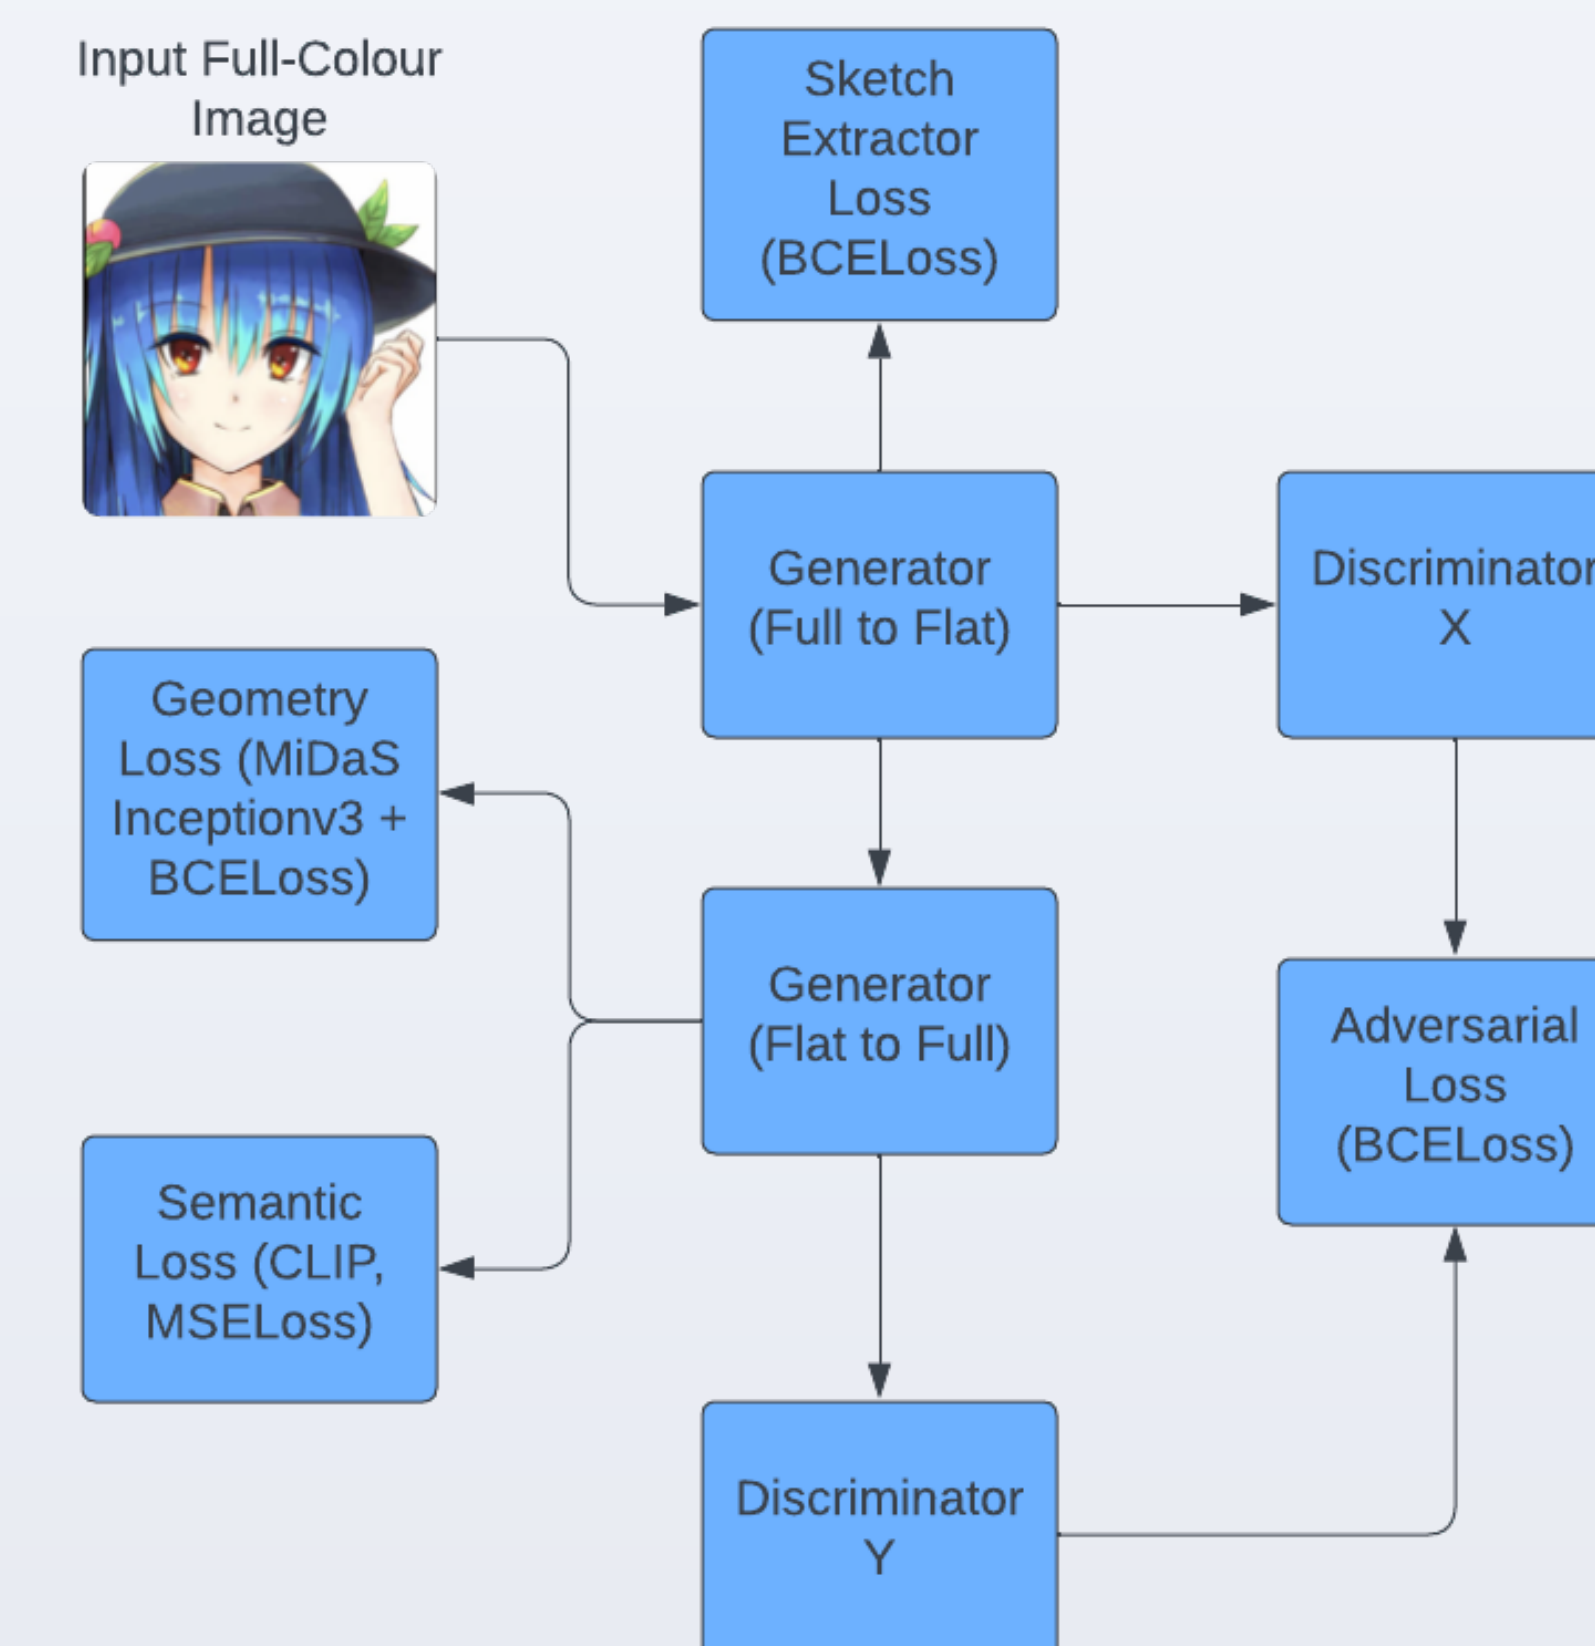 Input Full-Colour
Image
Sketch
Extractor
Loss
(BCELoss)
Generator
(Full to Flat)
Discriminator
X
Geometry
Loss (MiDaS
Inceptionv3 +
BCELoss)
Generator
(Flat to Full)
Adversarial
Loss
(BCELoss)
Semantic
Loss (CLIP,
MSELoss)
Discriminator
Y